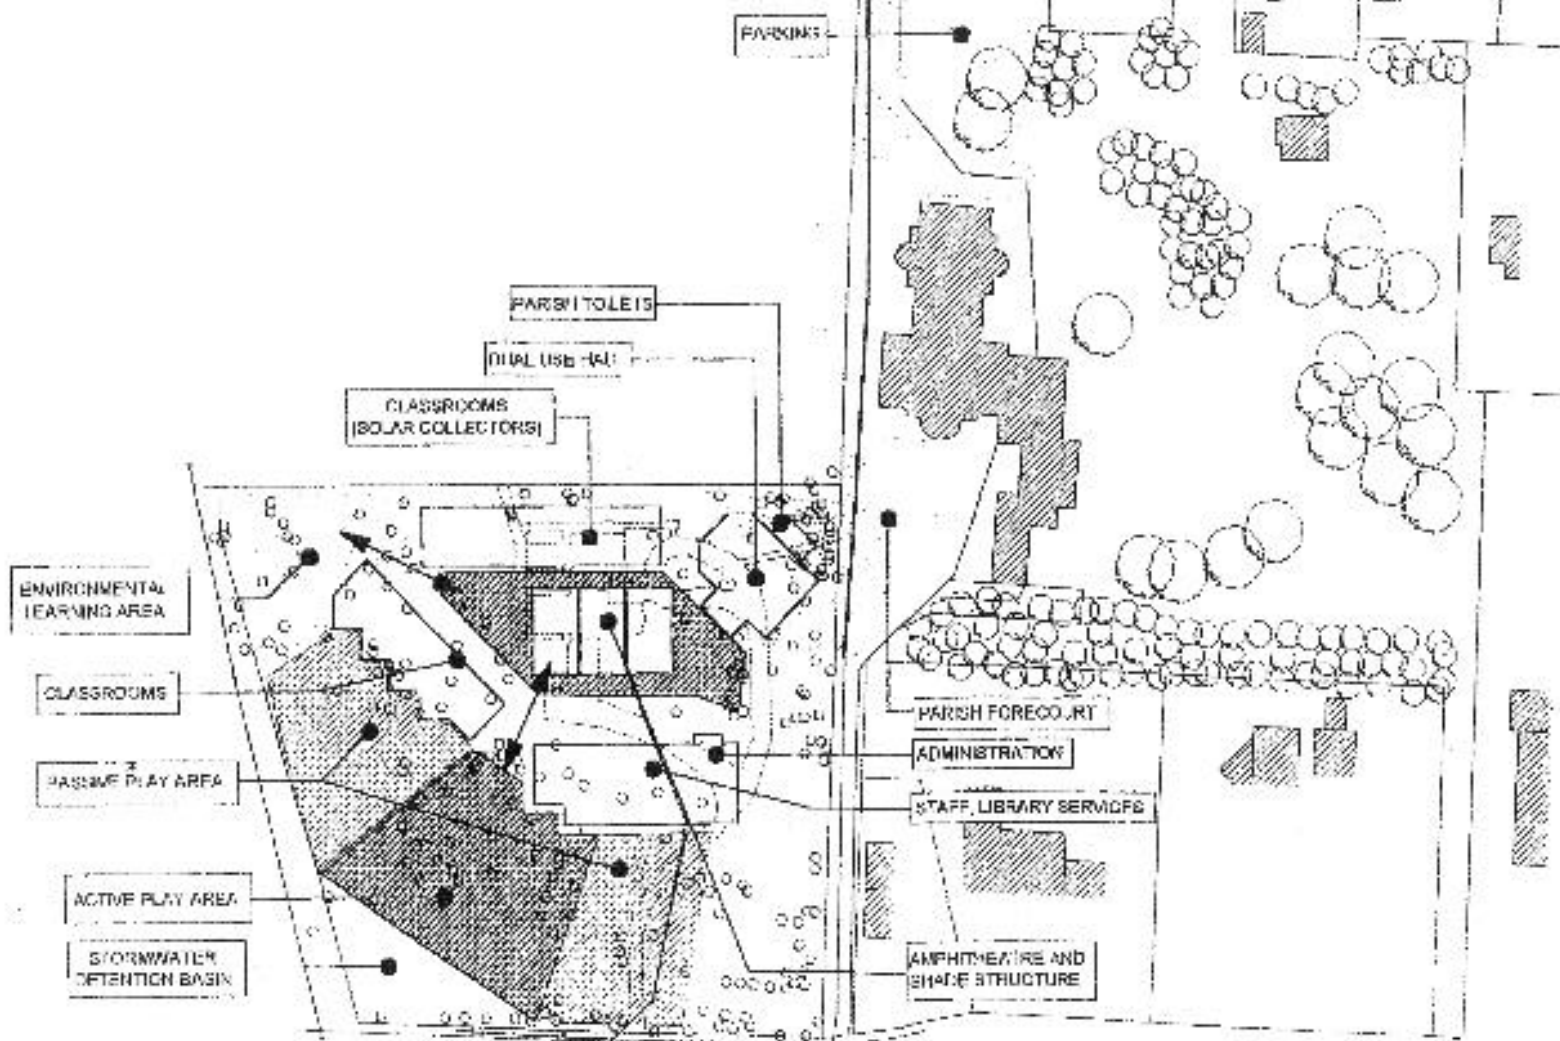 PARKING
PARISH TOILETS
DUAL USE HALL
CLASSROOMS
(SOLAR COLLECTORS)
ENVIRONMENTAL
LEARNING AREA
CLASSROOMS
PASSIVE PLAY AREA
ACTIVE PLAY AREA
STORMWATER
DETENTION BASIN
PARISH FORECOURT
ADMINISTRATION
STAFF, LIBRARY SERVICES
AMPHITHEATRE AND
SHADE STRUCTURE